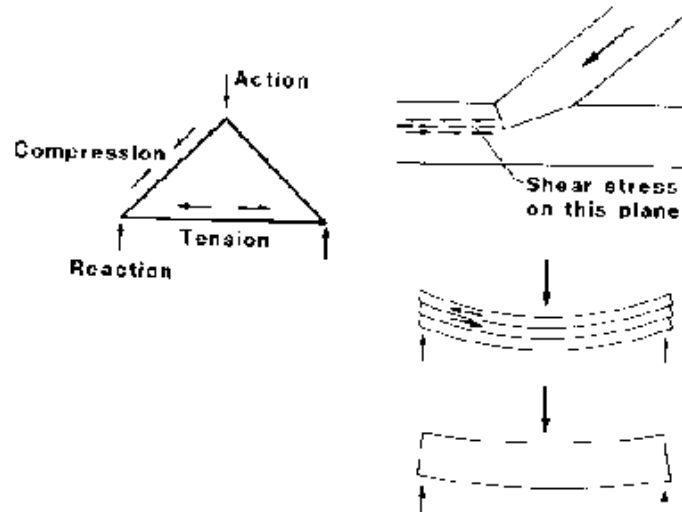 Action
Compression
Tension
Reaction
Shear stress
on this plane